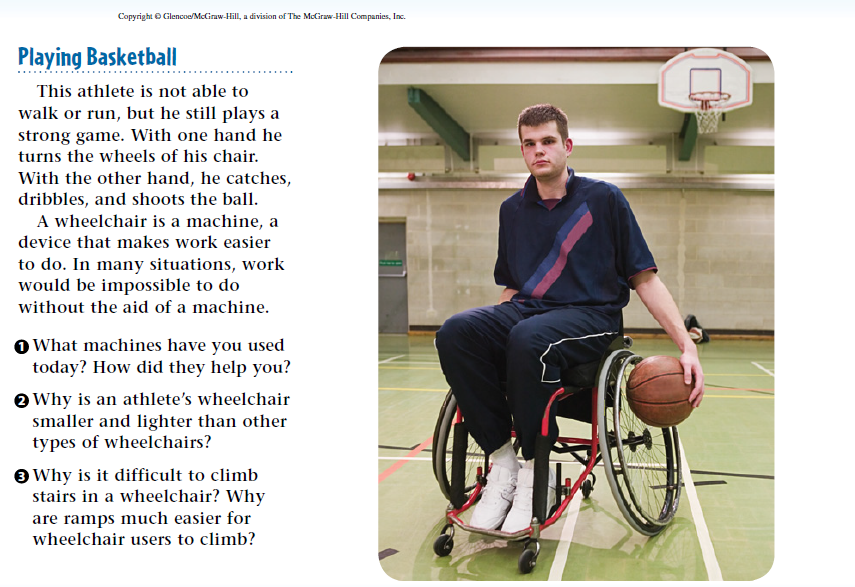 Copyright © Glencoe/McGraw-Hill, a division of The McGraw-Hill Companies, Inc.
Playing Basketball
This athlete is not able to
walk or run, but he still plays a
strong game. With one hand he
turns the wheels of his chair.
With the other hand, he catches,
dribbles, and shoots the ball.
A wheelchair is a machine, a
device that makes work easier
to do. In many situations, work
would be impossible to do
without the aid of a machine.
❶ What machines have you used
today? How did they help you?
❷ Why is an athlete’s wheelchair
smaller and lighter than other
types of wheelchairs?
❸ Why is it difficult to climb
stairs in a wheelchair? Why
are ramps much easier for
wheelchair users to climb?